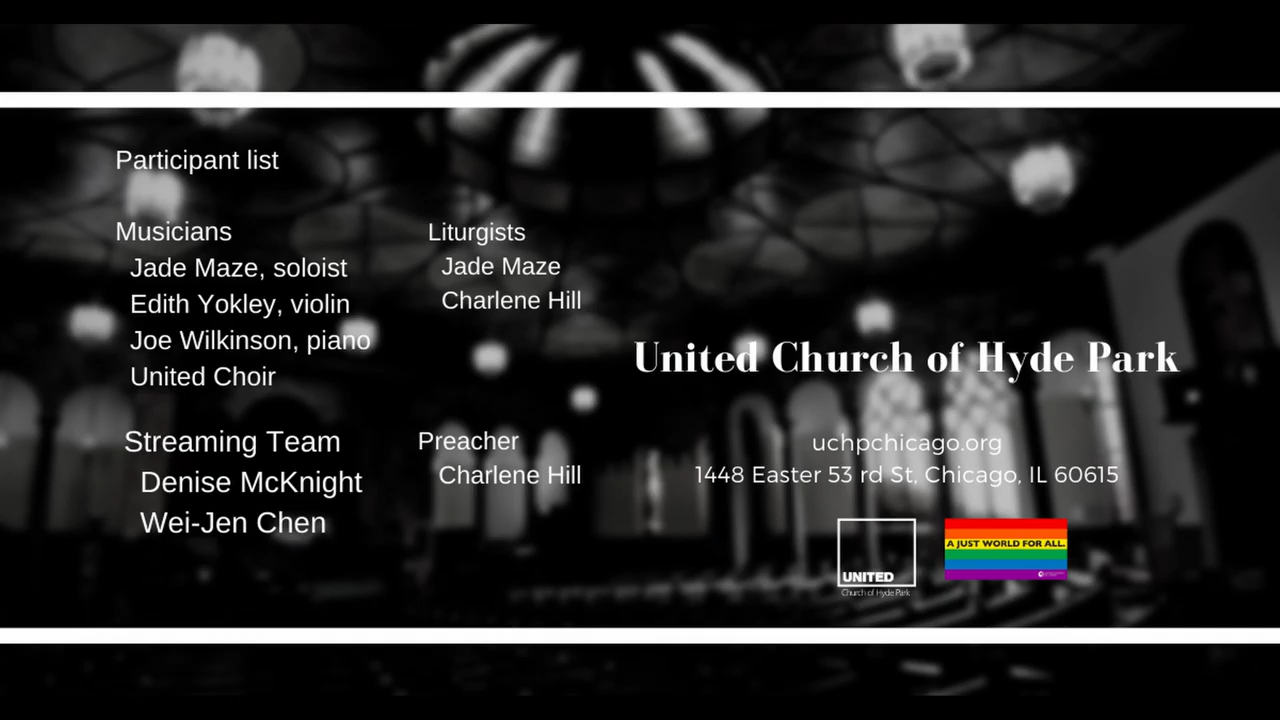 Participant list
Musicians
Jade Maze, soloist
Edith Yokley, violin
Joe Wilkinson, piano
United Choir
Liturgists
Jade Maze
Charlene Hill
Streaming Team
Denise McKnight
Wei-Jen Chen
Preacher
Charlene Hill
United Church of Hyde Park
uchpchicago.org
1448 Easter 53 rd St, Chicago, IL 60615
UNITED
Church of Hyde Park
A JUST WORLD FOR ALL.